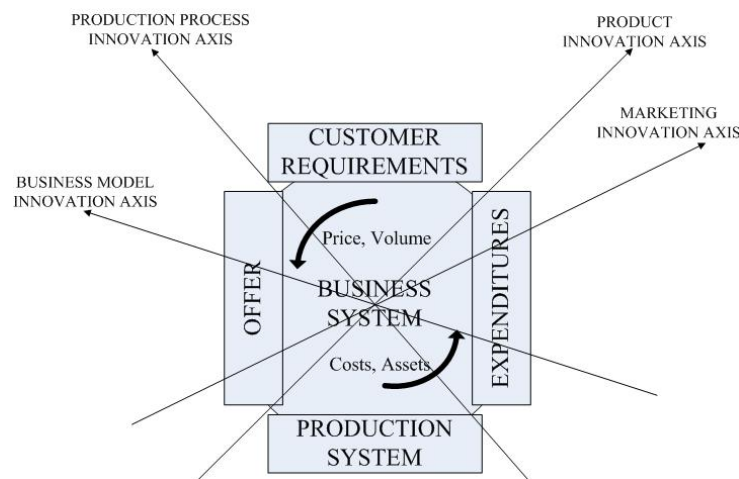 PRODUCTION PROCESS
INNOVATION AXIS
PRODUCT
INNOVATION AXIS
MARKETING
INNOVATION AXIS
CUSTOMER
REQUIREMENTS
BUSINESS MODEL
INNOVATION AXIS
Price, Volume
OFFER
BUSINESS
SYSTEM
EXPENDITURES
Costs, Assets
PRODUCTION
SYSTEM